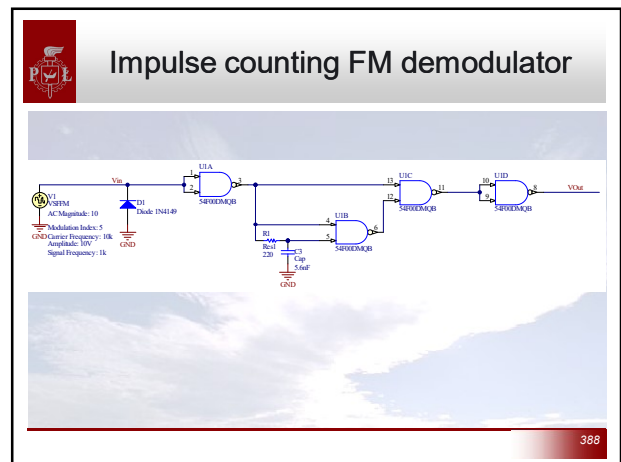 Impulse counting FM demodulator
P Ł
V1
VSFFM
AC Magnitude: 10
Modulation Index: 5
Carrier Frequency: 10k
Amplitude: 10V
Signal Frequency: 1k
GND
Vin
D1
Diode 1N4149
GND
U1A
1
2
3
54F00DMQB
R1
Res1
220
C3
Cap
5.6nF
GND
U1B
4
5
6
54F00DMQB
U1C
13
12
11
54F00DMQB
U1D
10
9
8
54F00DMQB
VOut
388